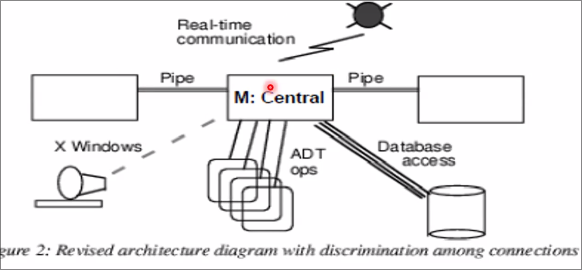 Real-time
communication
Pipe
Pipe
M: Central
X Windows
ADT
ops
Database
access
gure 2: Revised architecture diagram with discrimination among connections